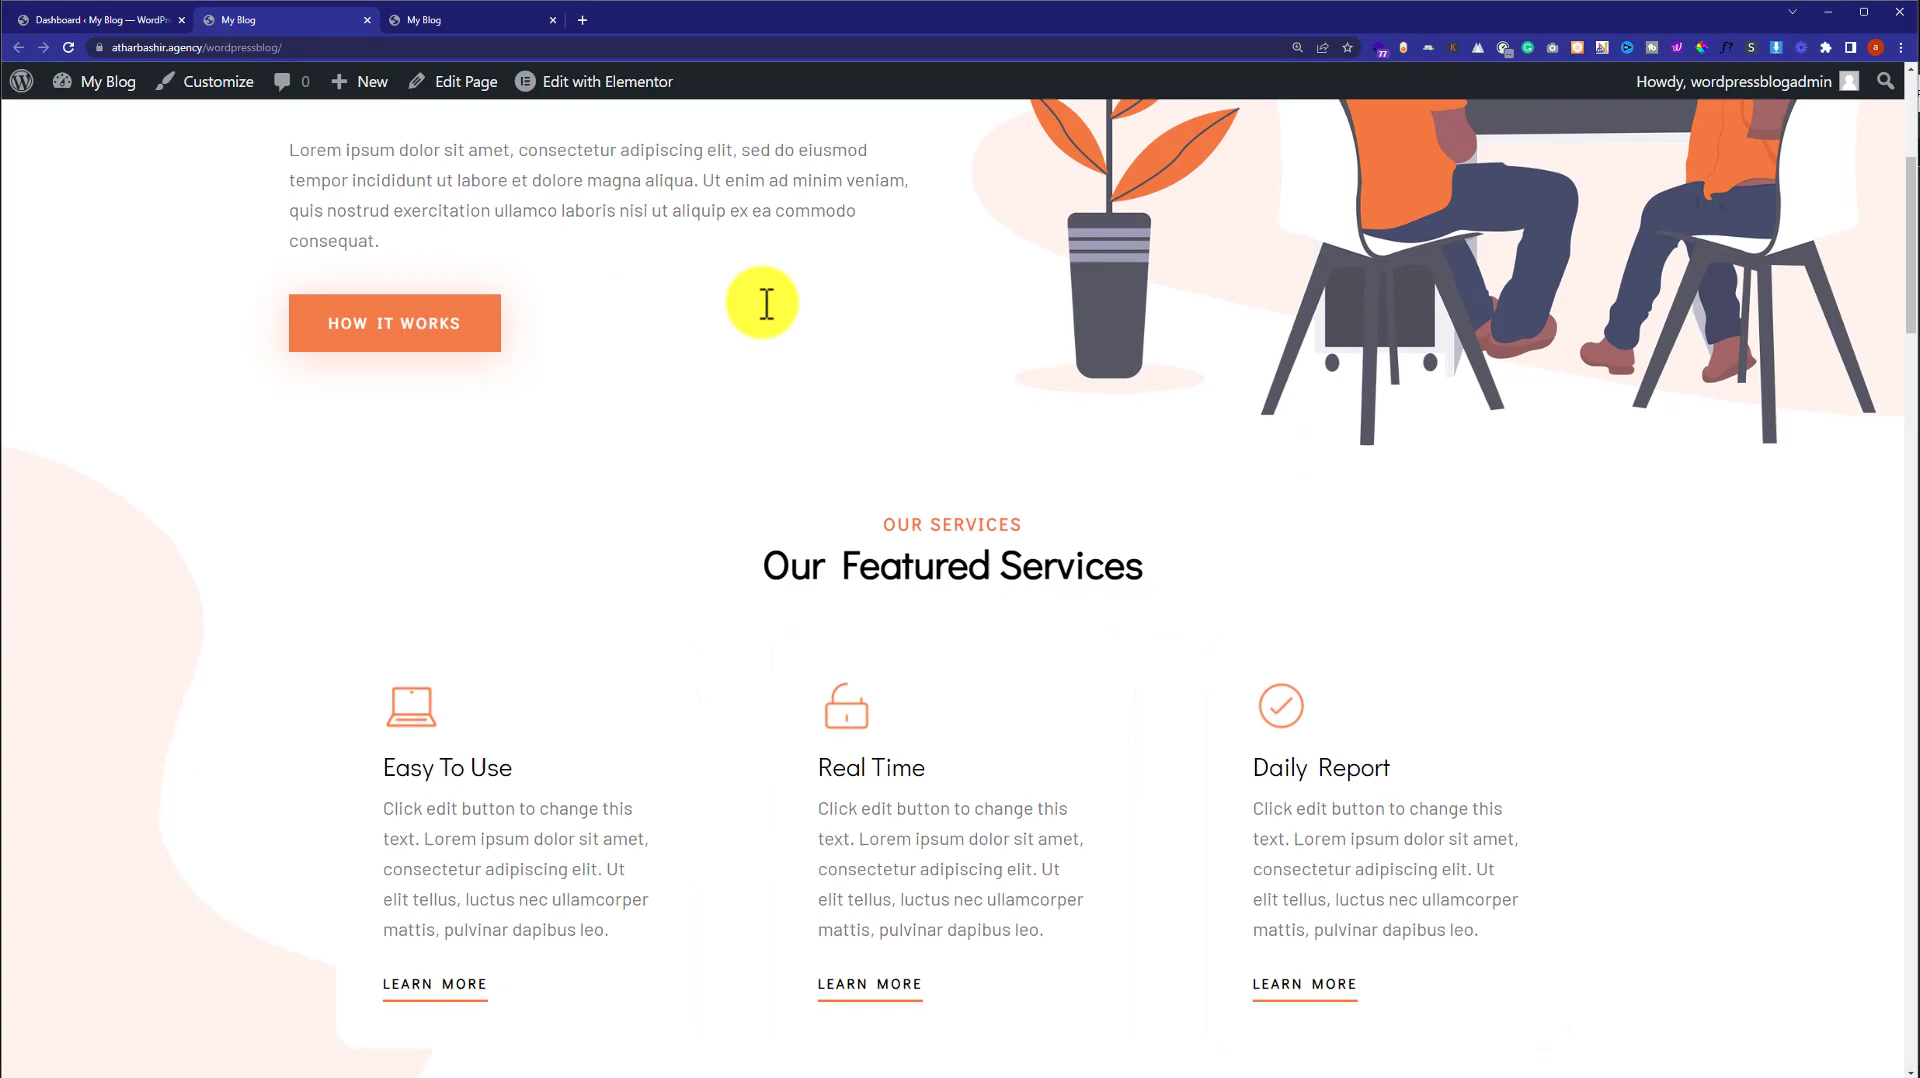 Dashboard ‹ My Blog — WordPr
My Blog
My Blog
atharbashir.agency/wordpressblog/
My Blog
Customize
0
New
Edit Page
Edit with Elementor
Howdy, wordpressblogadmin
Lorem ipsum dolor sit amet, consectetur adipiscing elit, sed do eiusmod
tempor incididunt ut labore et dolore magna aliqua. Ut enim ad minim veniam,
quis nostrud exercitation ullamco laboris nisi ut aliquip ex ea commodo
consequat.
HOW IT WORKS
OUR SERVICES
Our Featured Services
Easy To Use
Click edit button to change this
text. Lorem ipsum dolor sit amet,
consectetur adipiscing elit. Ut
elit tellus, luctus nec ullamcorper
mattis, pulvinar dapibus leo.
LEARN MORE
Real Time
Click edit button to change this
text. Lorem ipsum dolor sit amet,
consectetur adipiscing elit. Ut
elit tellus, luctus nec ullamcorper
mattis, pulvinar dapibus leo.
LEARN MORE
Daily Report
Click edit button to change this
text. Lorem ipsum dolor sit amet,
consectetur adipiscing elit. Ut
elit tellus, luctus nec ullamcorper
mattis, pulvinar dapibus leo.
LEARN MORE